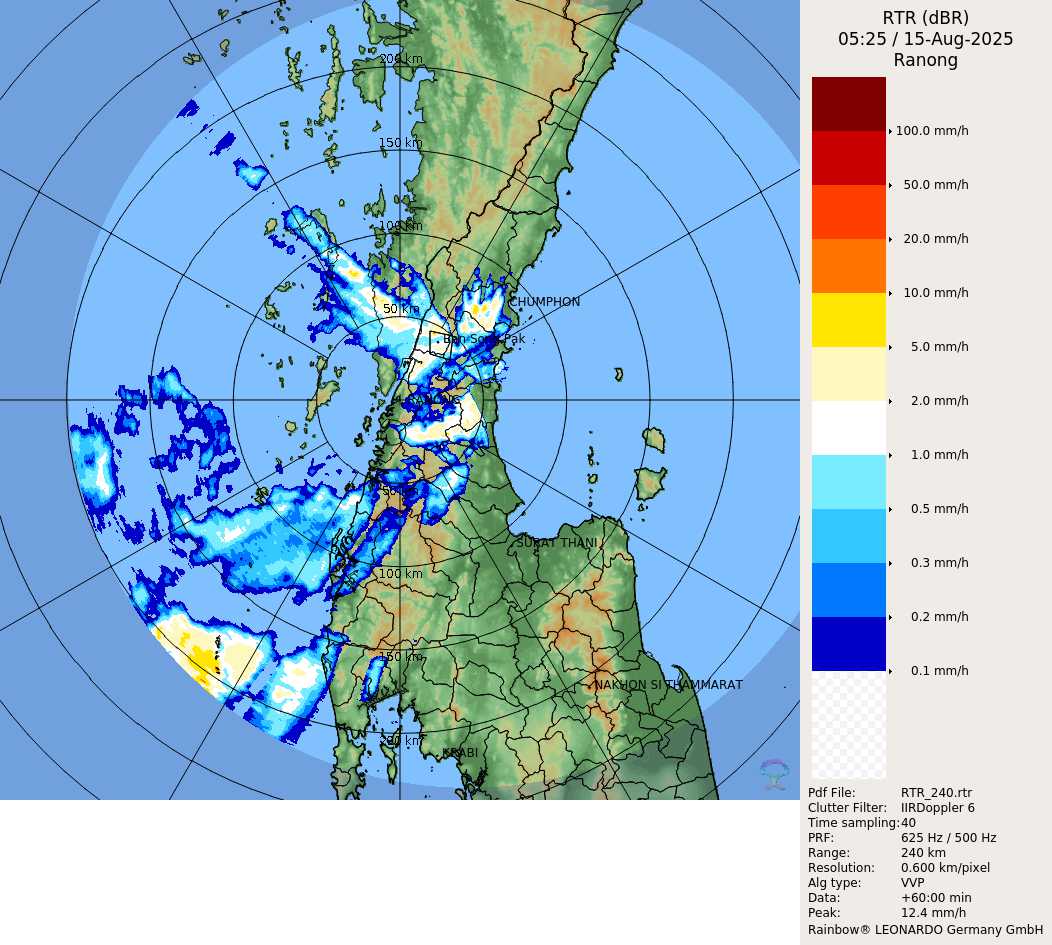 RTR (dBR)
05:25 / 15-Aug-2025
Ranong
200 km
150 km
100 km
50 km
CHUMPHON
Ban Song Pak
RANONG
50 km
SURAT THANI
100 km
150 km
NAKHON SI THAMMARAT
200 km
KRABI
100.0 mm/h
50.0 mm/h
20.0 mm/h
10.0 mm/h
5.0 mm/h
2.0 mm/h
1.0 mm/h
0.5 mm/h
0.3 mm/h
0.2 mm/h
0.1 mm/h
Pdf File: RTR_240.rtr
Clutter Filter: IIRDoppler 6
Time sampling:40
PRF: 625 Hz / 500 Hz
Range: 240 km
Resolution: 0.600 km/pixel
Alg type: VVP
Data: +60:00 min
Peak: 12.4 mm/h
Rainbow® LEONARDO Germany GmbH